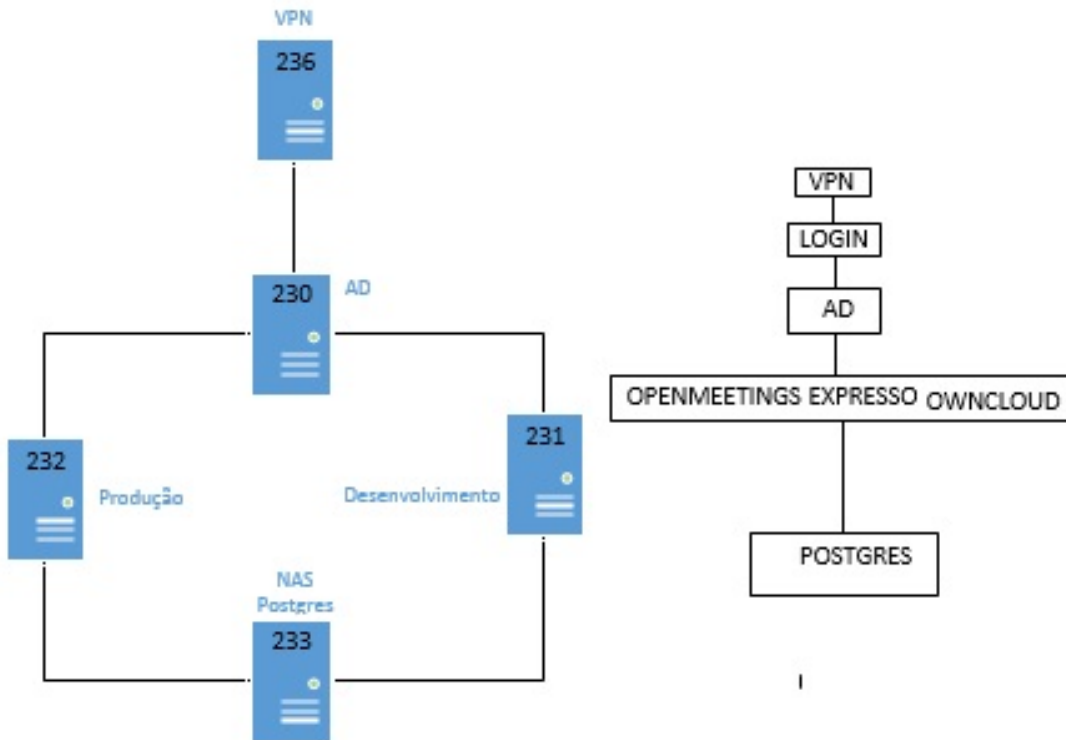 VPN
236
230
AD
232
Produção
231
Desenvolvimento
NAS
Postgres
233
VPN
LOGIN
AD
OPENMEETINGS EXPRESSO OWNCLOUD
POSTGRES